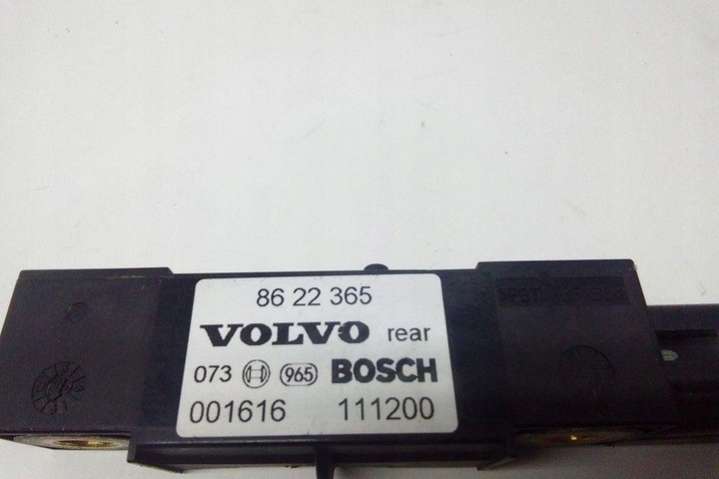 86 22 365
VOLVO rear
073 965 BOSCH
001616 111200